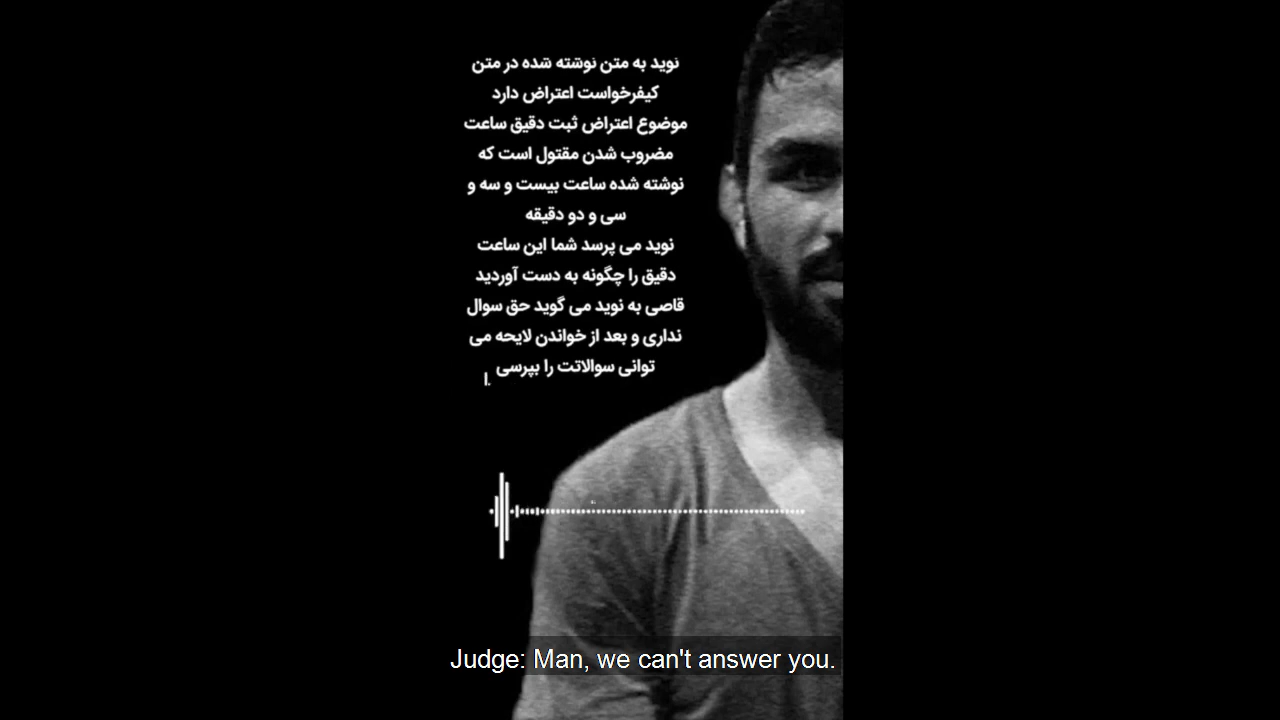 نوید به متن نوشته شده در متن
کیفرخواست اعتراض دارد
موضوع اعتراض ثبت دقیق ساعت
مضروب شدن مقتول است که
نوشته شده ساعت بیست و سه و
سی و دو دقیقه
نوید می پرسد شما این ساعت
دقیق را چگونه به دست آوردید
قاصی به نوید می گوید حق سوال
نداری و بعد از خواندن لایحه می
توانی سوالاتت را بپرسی
Judge: Man, we can't answer you.